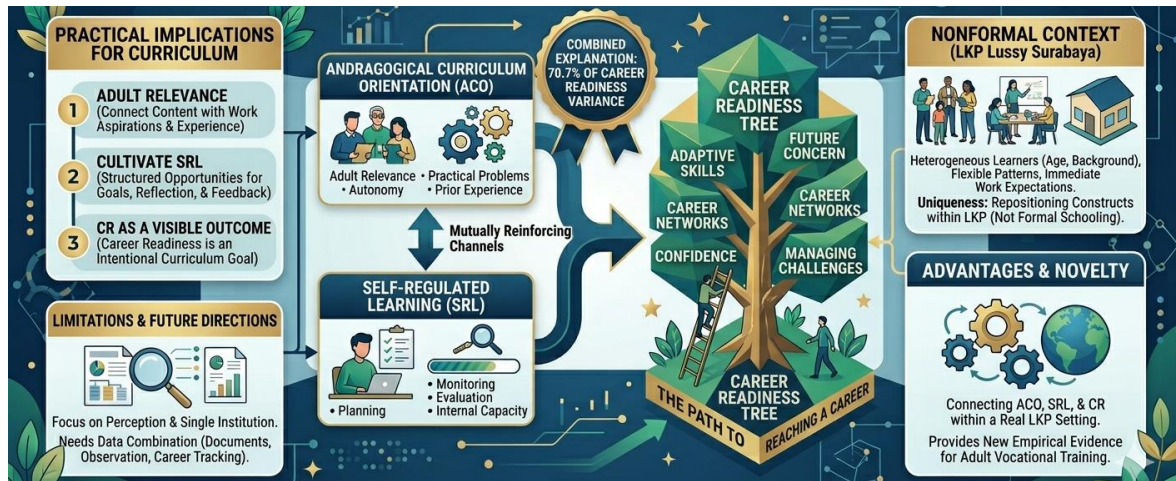 PRACTICAL IMPLICATIONS
FOR CURRICULUM
1
ADULT RELEVANCE
(Connect Content with Work
Aspirations & Experience)
2
CULTIVATE SRL
(Structured Opportunities for
Goals, Reflection, & Feedback)
3
CR AS A VISIBLE OUTCOME
(Career Readiness is an
Intentional Curriculum Goal)
LIMITATIONS & FUTURE DIRECTIONS
Focus on Perception & Single Institution.
Needs Data Combination (Documents,
Observation, Career Tracking).
ANDRAGOGICAL CURRICULUM
ORIENTATION (ACO)
Adult Relevance
• Autonomy
• Practical Problems
• Prior Experience
Mutually Reinforcing
Channels
SELF-REGULATED
LEARNING (SRL)
• Planning
• Monitoring
• Evaluation
• Internal Capacity
COMBINED
EXPLANATION:
70.7% OF CAREER
READINESS
VARIANCE
CAREER
READINESS
TREE
ADAPTIVE
SKILLS
FUTURE
CONCERN
CAREER
NETWORKS
CAREER
NETWORKS
CONFIDENCE
MANAGING
CHALLENGES
CAREER
READINESS
TREE
THE PATH TO
REACHING A CAREER
NONFORMAL CONTEXT
(LKP Lussy Surabaya)
Heterogeneous Learners (Age, Background),
Flexible Patterns, Immediate
Work Expectations.
Uniqueness: Repositioning Constructs
within LKP (Not Formal Schooling).
ADVANTAGES & NOVELTY
Connecting ACO, SRL, & CR
within a Real LKP Setting.
Provides New Empirical Evidence
for Adult Vocational Training.